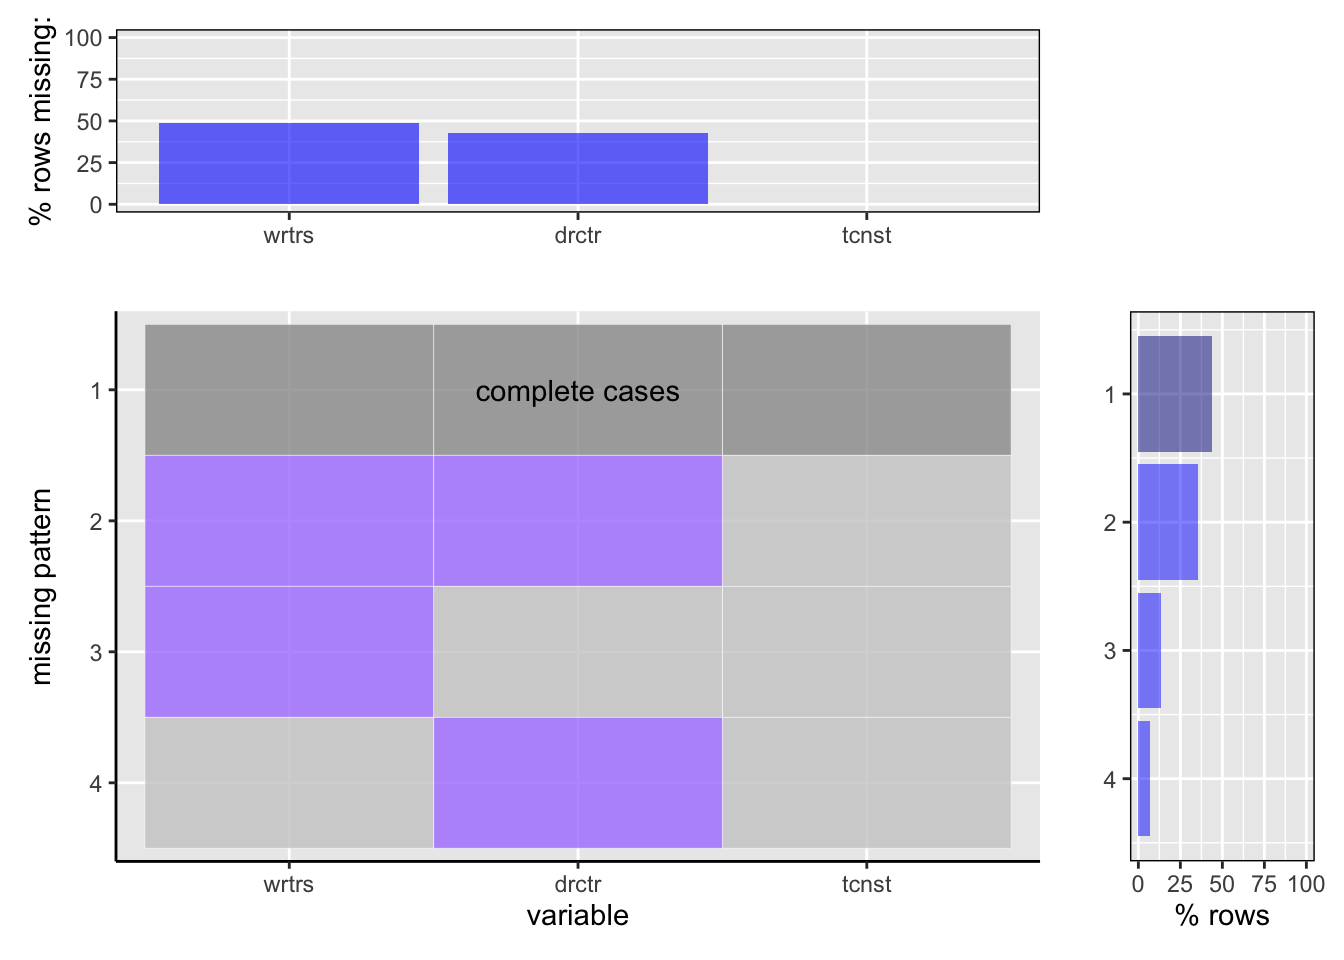 % rows missing:
100
75
50
25
0
wrtrs drctr tcnst
missing pattern
1
2
3
4
complete cases
wrtrs drctr tcnst
variable
1
2
3
4
0 25 50 75 100
% rows